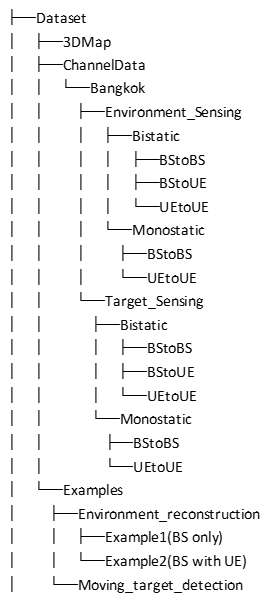 ├──Dataset
│   ├──3DMap
│   ├──ChannelData
│   │   └──Bangkok
│   │       ├──Environment_Sensing
│   │       │   ├──Bistatic
│   │       │   │   ├──BStoBS
│   │       │   │   ├──BStoUE
│   │       │   │   └──UEtoUE
│   │       │   └──Monostatic
│   │       │       ├──BStoBS
│   │       │       └──UEtoUE
│   │       └──Target_Sensing
│   │           ├──Bistatic
│   │           │   ├──BStoBS
│   │           │   ├──BStoUE
│   │           │   └──UEtoUE
│   │           └──Monostatic
│   │               ├──BStoBS
│   │               └──UEtoUE
│   └──Examples
│       ├──Environment_reconstruction
│       │   ├──Example1(BS only)
│       │   └──Example2(BS with UE)
│       └──Moving_target_detection